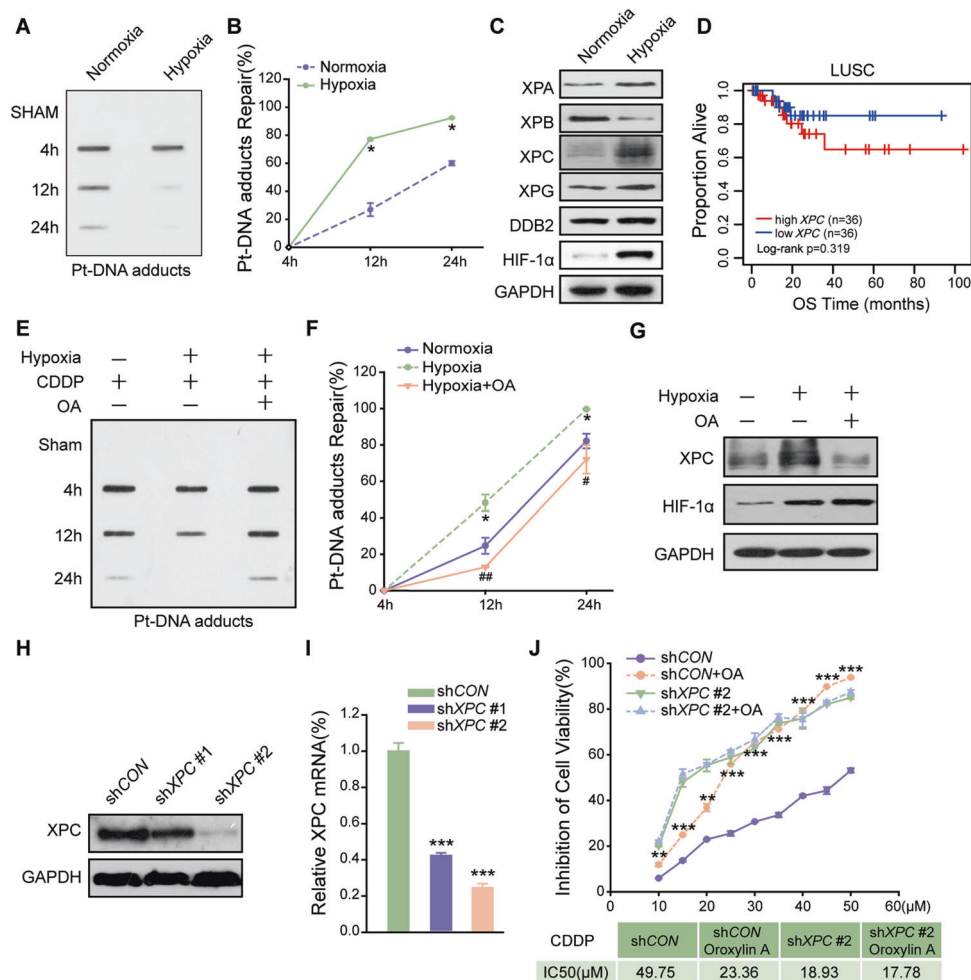 A
Normoxia
Hypoxia
SHAM
4h
12h
24h
Pt-DNA adducts
B
Normoxia
Hypoxia
Pt-DNA adducts Repair(%)
120
100
80
60
40
20
0
*
*
4h
12h
24h
C
Normoxia
Hypoxia
XPA
XPB
XPC
XPG
DDB2
HIF-1α
GAPDH
D
LUSC
Proportion Alive
1.0
0.8
0.6
0.4
0.2
0.0
high XPC (n=36)
low XPC (n=36)
Log-rank p=0.319
0 20 40 60 80 100
OS Time (months)
E
Hypoxia – + +
CDDP + + +
OA – – +
Sham
4h
12h
24h
Pt-DNA adducts
F
Normoxia
Hypoxia
Hypoxia+OA
Pt-DNA adducts Repair(%)
120
100
80
60
40
20
0
*
##
*
#
4h
12h
24h
G
Hypoxia – + +
OA – – +
XPC
HIF-1α
GAPDH
H
shCON
shXPC #1
shXPC #2
XPC
GAPDH
I
shCON
shXPC #1
shXPC #2
Relative XPC mRNA(%)
1.2
1.0
0.8
0.6
0.4
0.2
0
***
***
J
shCON
shCON+OA
shXPC #2
shXPC #2+OA
Inhibition of Cell Viability(%)
100
80
60
40
20
0
**
***
**
***
***
***
***
***
***
0 10 20 30 40 50 60(μM)
CDDP shCON shCON Oroxylin A shXPC #2 shXPC #2 Oroxylin A
IC50(μM) 49.75 23.36 18.93 17.78